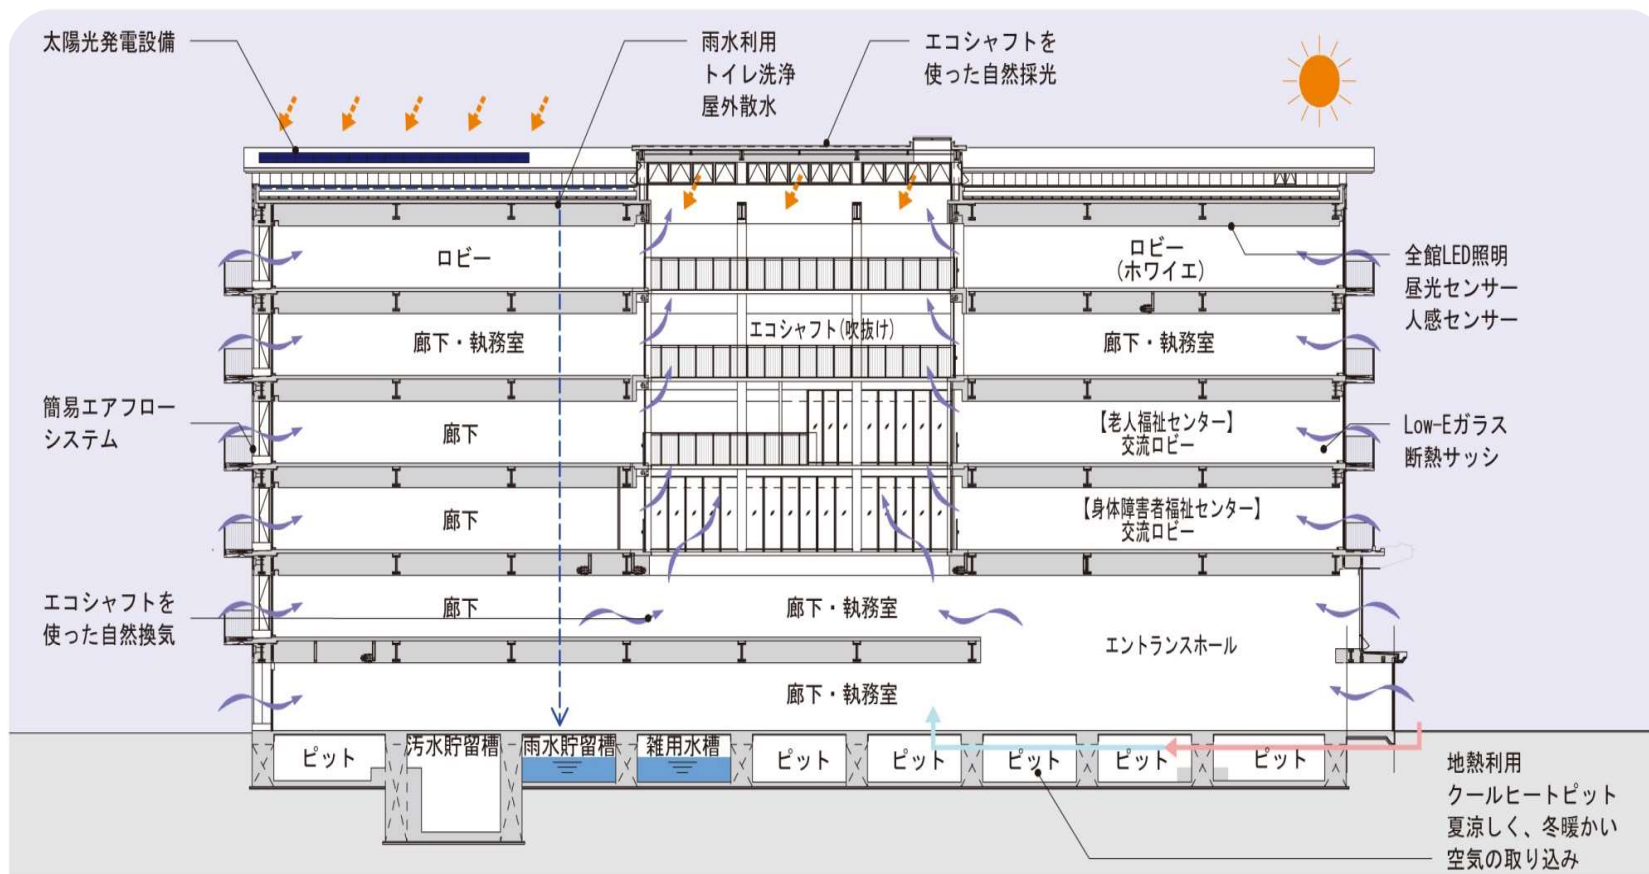 太陽光発電設備
雨水利用
トイレ洗浄
屋外散水
エコシャフトを
使った自然採光
ロビー
ロビー
(ホワイエ)
全館LED照明
昼光センサー
人感センサー
廊下・執務室
エコシャフト(吹抜け)
廊下・執務室
簡易エアフロー
システム
廊下
【老人福祉センター】
交流ロビー
Low-Eガラス
断熱サッシ
廊下
【身体障害者福祉センター】
交流ロビー
エコシャフトを
使った自然換気
廊下
廊下・執務室
エントランスホール
廊下・執務室
ピット
汚水貯留槽
雨水貯留槽
雑用水槽
ピット
ピット
ピット
ピット
ピット
地熱利用
クールヒートピット
夏涼しく、冬暖かい
空気の取り込み